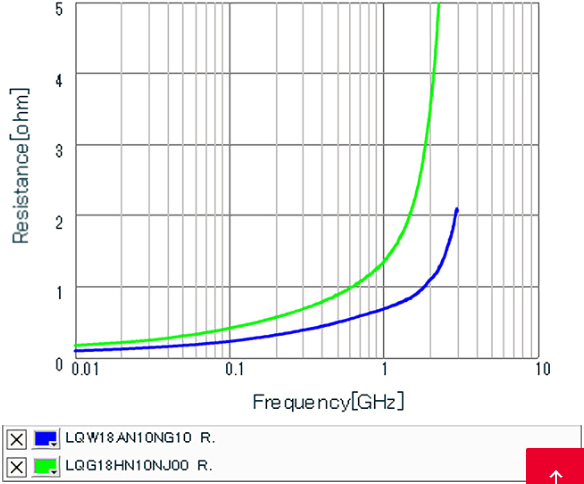 5
4
3
2
1
0
Resistance[ohm]
0.01 0.1 1 10
Frequency[GHz]
LQW18AN10NG10 R.
LQG18HN10NJ00 R.